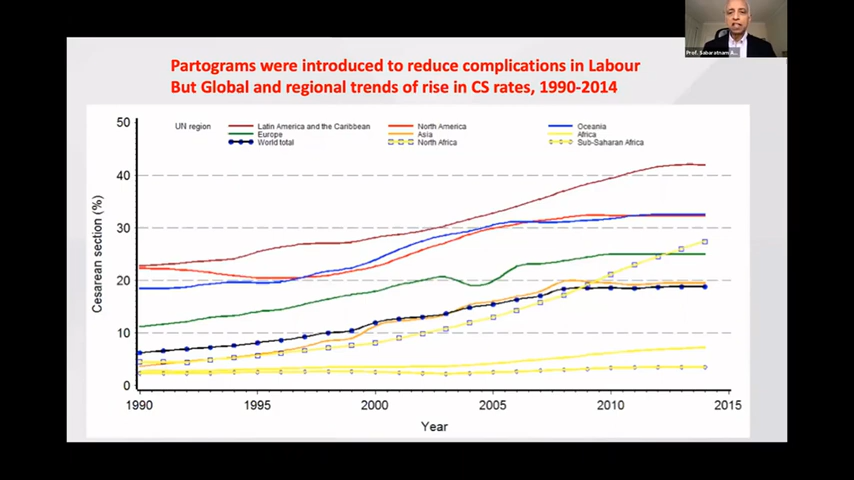 Prof. Sabaratnam A...
Partograms were introduced to reduce complications in Labour
But Global and regional trends of rise in CS rates, 1990-2014
UN region
Latin America and the Caribbean
North America
Oceania
Europe
Asia
Africa
World total
North Africa
Sub-Saharan Africa
Cesarean section (%)
50
40
30
20
10
0
1990 1995 2000 2005 2010 2015
Year